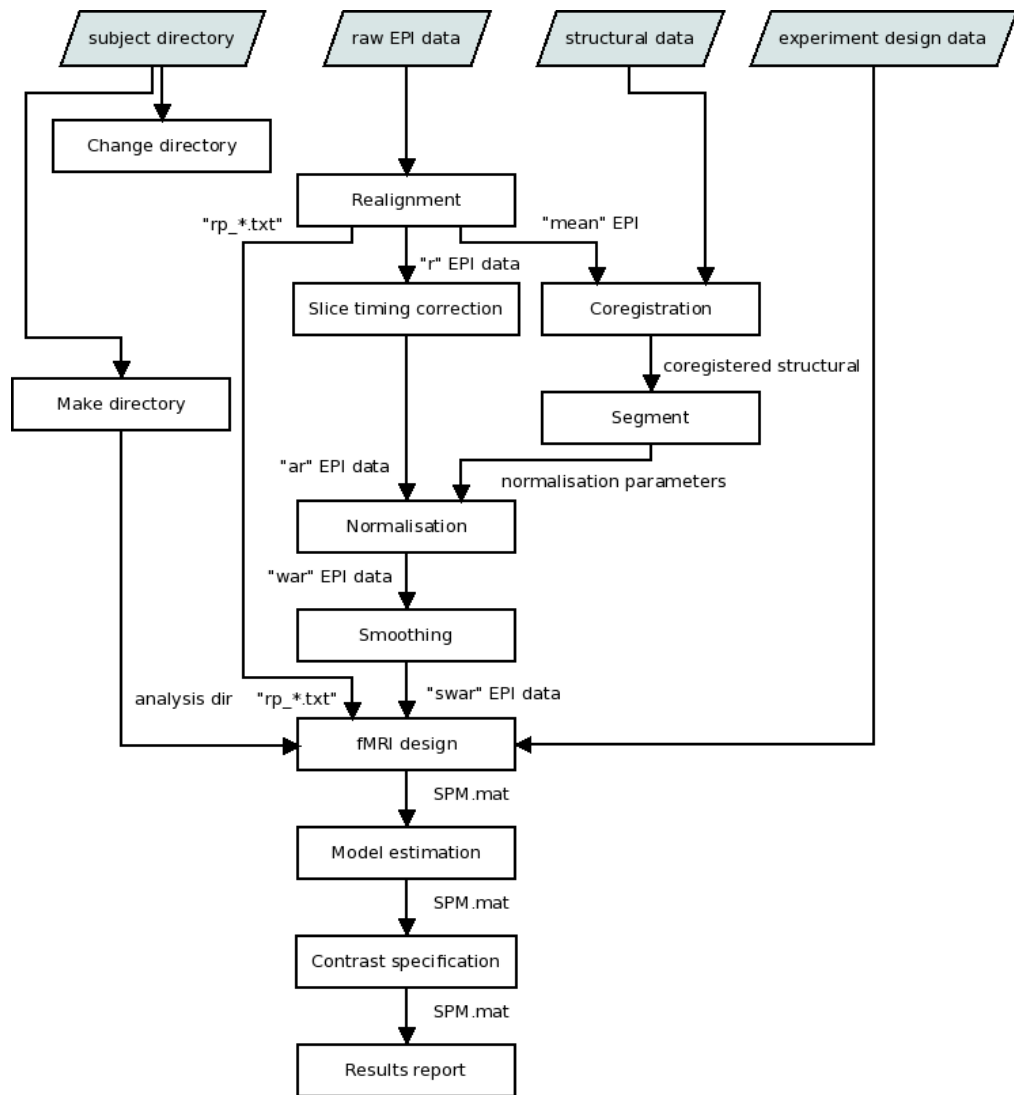 subject directory
raw EPI data
structural data
experiment design data
Change directory
Realignment
"rp_*.txt"
"mean" EPI
"r" EPI data
Slice timing correction
Coregistration
coregistered structural
Make directory
Segment
"ar" EPI data
normalisation parameters
Normalisation
"war" EPI data
Smoothing
analysis dir
"rp_*.txt"
"swar" EPI data
fMRI design
SPM.mat
Model estimation
SPM.mat
Contrast specification
SPM.mat
Results report